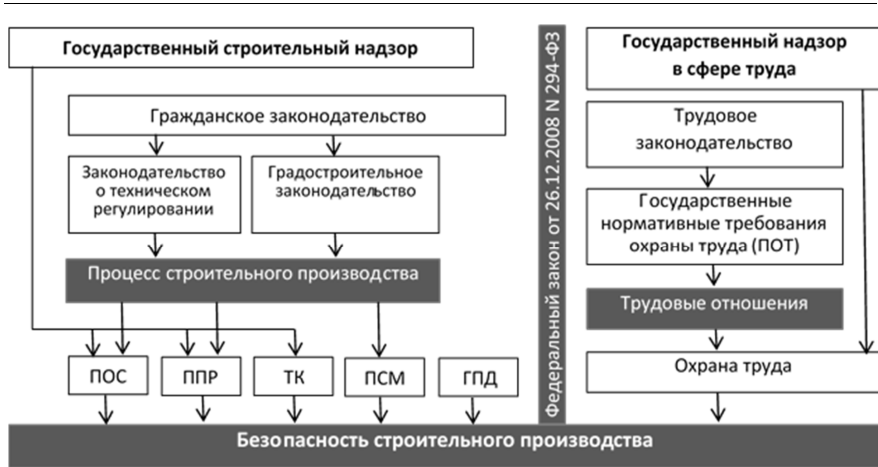 Государственный строительный надзор
Гражданское законодательство
Законодательство
о техническом
регулировании
Градостроительное
законодательство
Процесс строительного производства
ПОС
ППР
ТК
ПСМ
ГПД
Федеральный закон от 26.12.2008 N 294-ФЗ
Государственный надзор
в сфере труда
Трудовое
законодательство
Государственные
нормативные требования
охраны труда (ПОТ)
Трудовые отношения
Охрана труда
Безопасность строительного производства